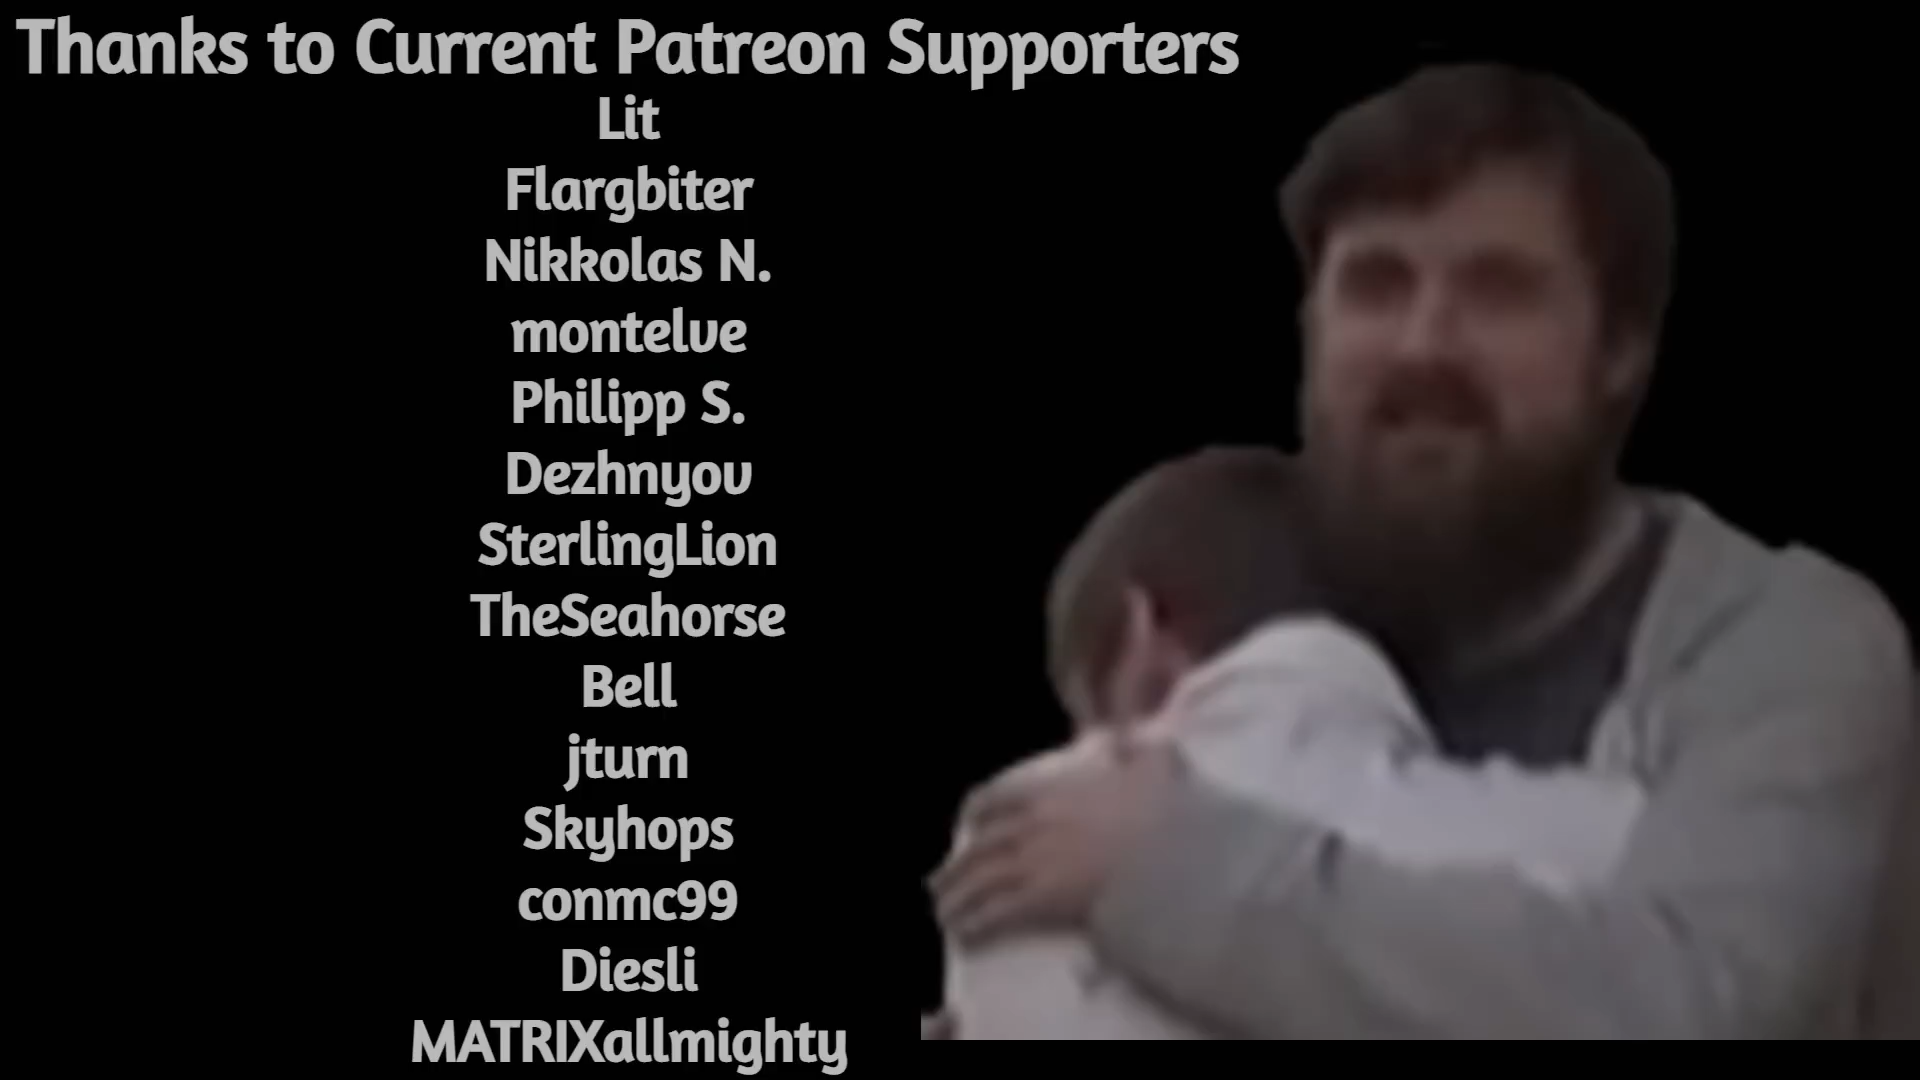 Thanks to Current Patreon Supporters
Lit
Flargbiter
Nikkolas N.
montelve
Philipp S.
Dezhnyov
SterlingLion
TheSeahorse
Bell
jturn
Skyhops
conmc99
Diesli
MATRIXallmighty